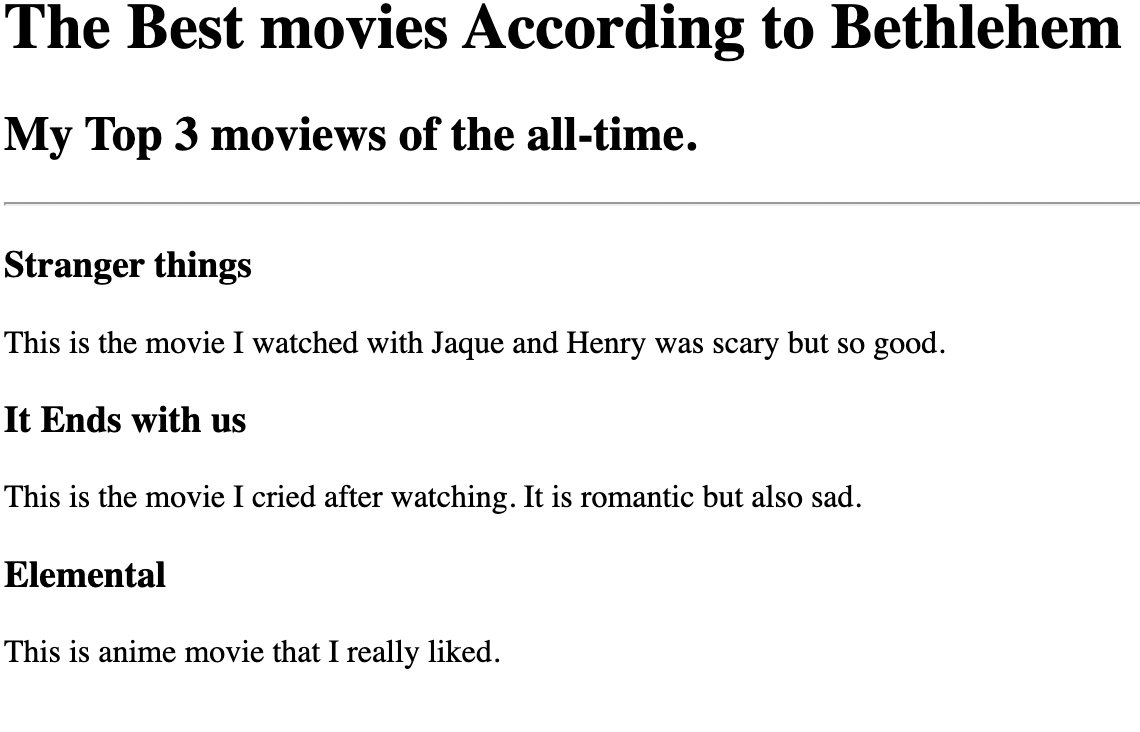 The Best movies According to Bethlehem
My Top 3 moviews of the all-time.
Stranger things
This is the movie I watched with Jaque and Henry was scary but so good.
It Ends with us
This is the movie I cried after watching. It is romantic but also sad.
Elemental
This is anime movie that I really liked.